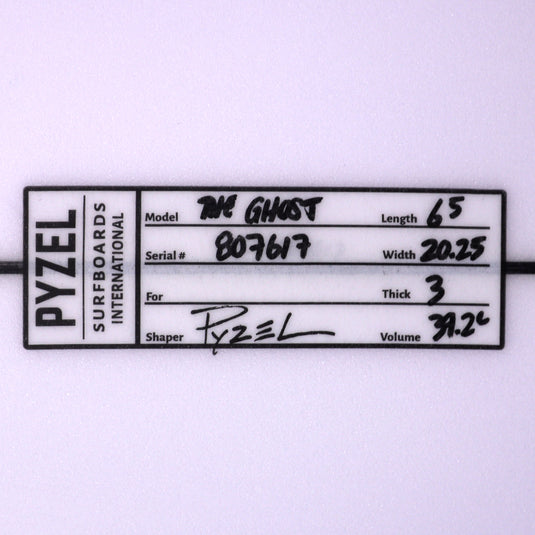 PYZEL
SURFBOARDS
INTERNATIONAL
Model THE GHOST Length 6 5
Serial # 807617 Width 20.25
For Thick 3
Shaper PYZEL Volume 39.2L